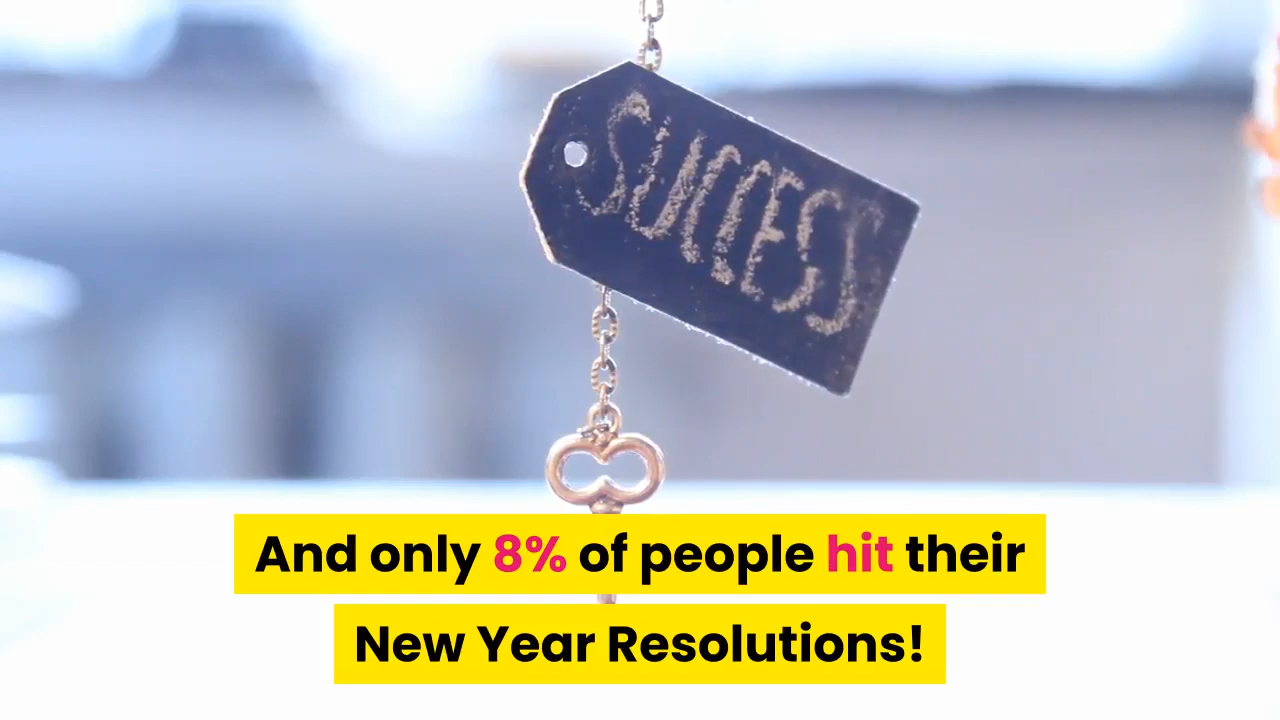 SUCCESS
And only 8% of people hit their
New Year Resolutions!